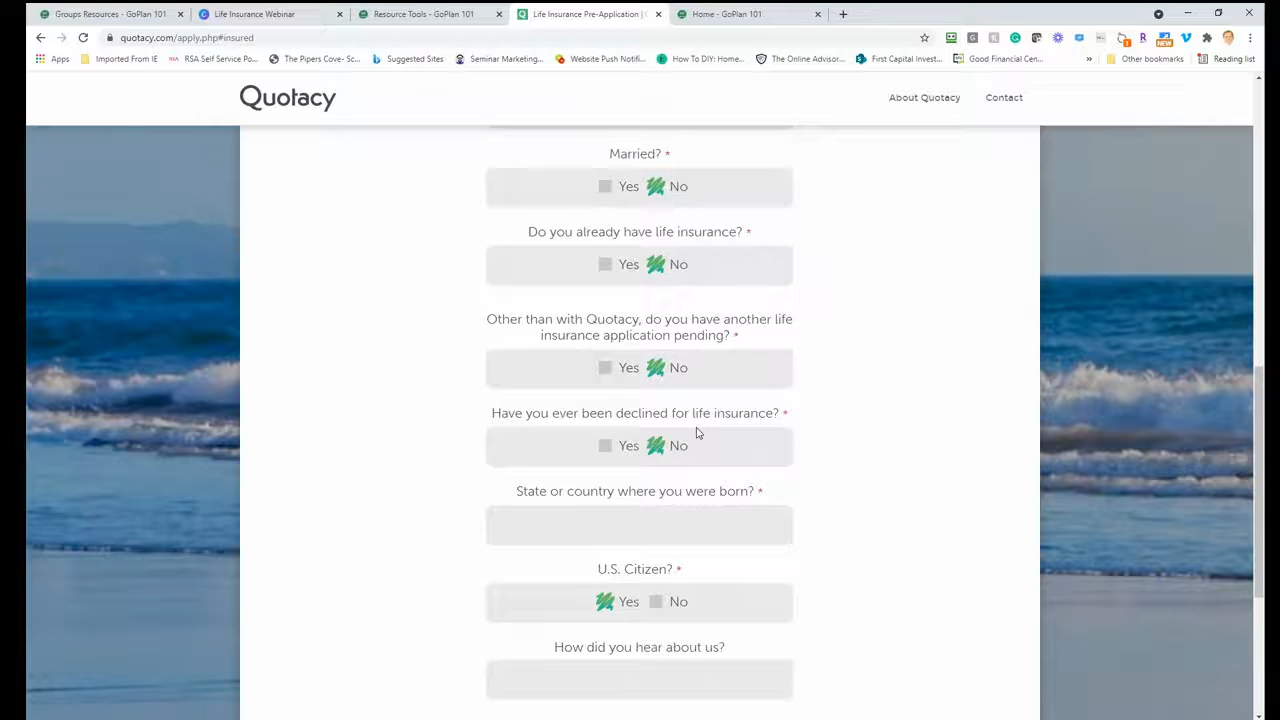 Groups Resources - GoPlan 101
Life Insurance Webinar
Resource Tools - GoPlan 101
Life Insurance Pre-Application |
Home - GoPlan 101
quotacy.com/apply.php#insured
Apps
Imported From IE
RSA Self Service Po...
The Pipers Cove- Sc...
Suggested Sites
Seminar Marketing...
Website Push Notifi...
How To DIY: Home...
The Online Advisor...
First Capital Invest...
Good Financial Cen...
»
Other bookmarks
Reading list
Quotacy
About Quotacy
Contact
Married? *
Yes No
Do you already have life insurance? *
Yes No
Other than with Quotacy, do you have another life
insurance application pending? *
Yes No
Have you ever been declined for life insurance? *
Yes No
State or country where you were born? *
U.S. Citizen? *
Yes No
How did you hear about us?